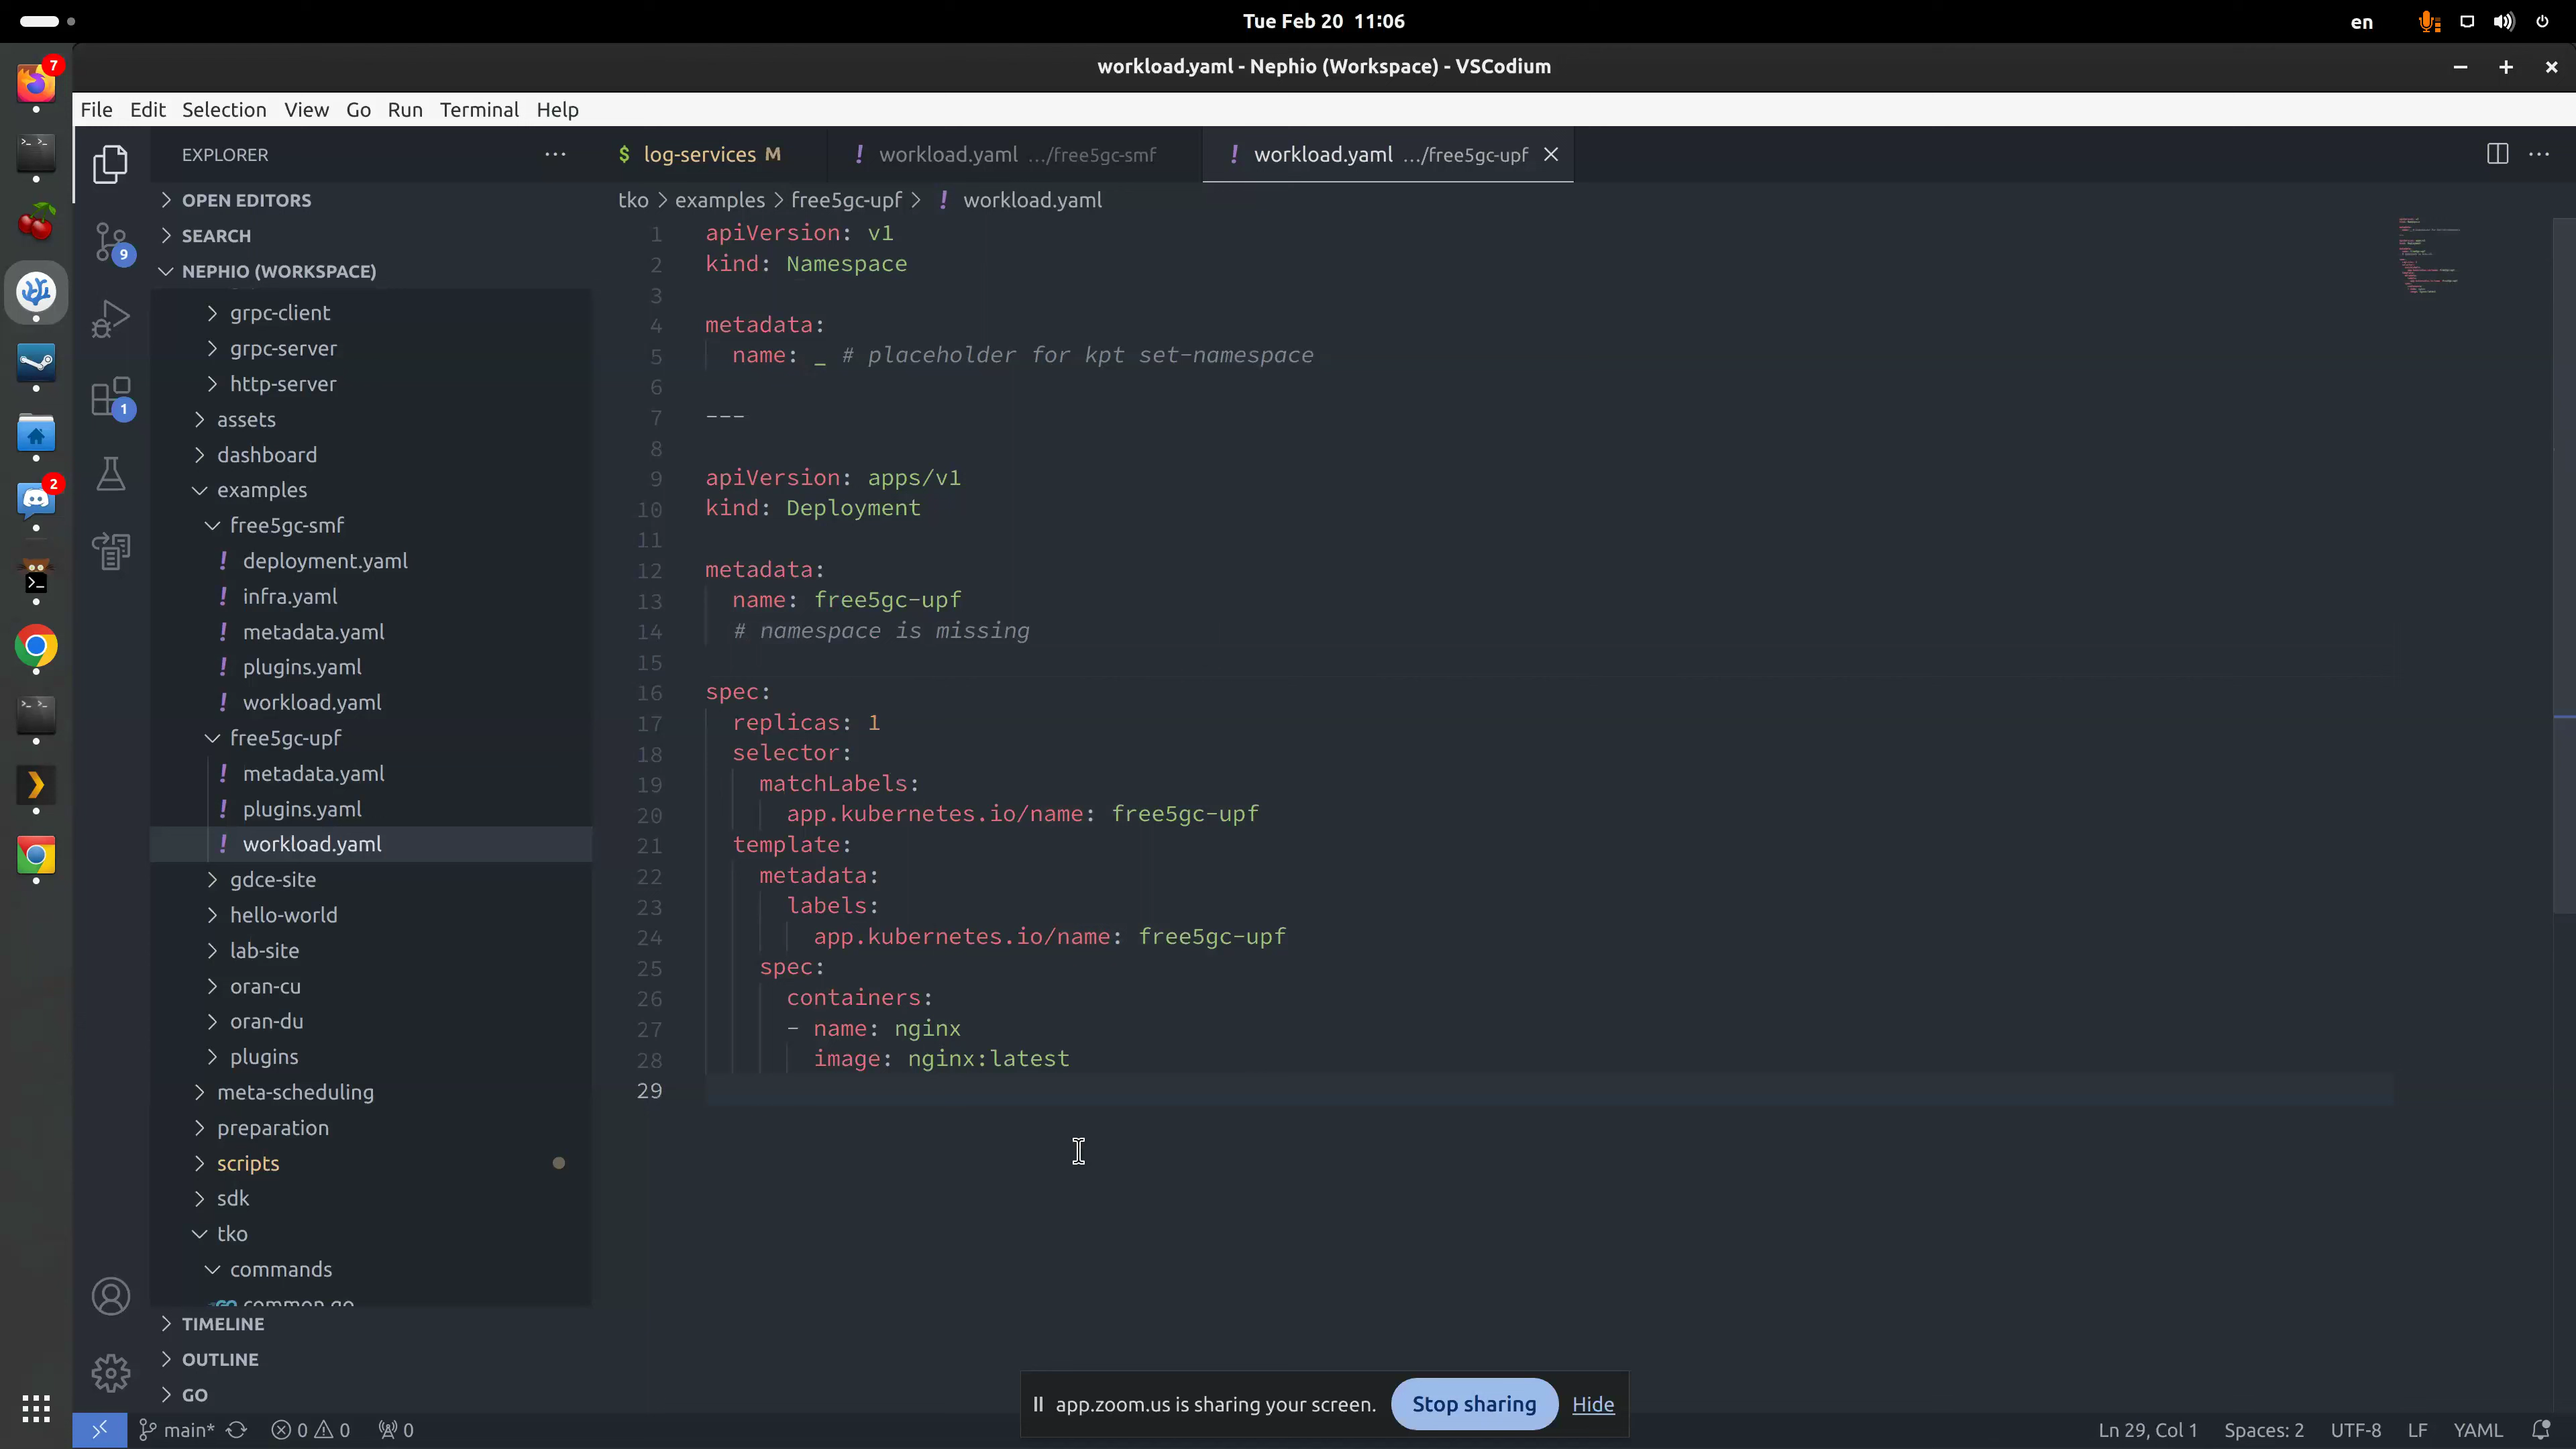 Tue Feb 20 11:06
en
workload.yaml - Nephio (Workspace) - VSCodium
File Edit Selection View Go Run Terminal Help
7
2
9
1
EXPLORER
OPEN EDITORS
SEARCH
NEPHIO (WORKSPACE)
grpc-client
grpc-server
http-server
assets
dashboard
examples
free5gc-smf
! deployment.yaml
! infra.yaml
! metadata.yaml
! plugins.yaml
! workload.yaml
free5gc-upf
! metadata.yaml
! plugins.yaml
! workload.yaml
gdce-site
hello-world
lab-site
oran-cu
oran-du
plugins
meta-scheduling
preparation
scripts
sdk
tko
commands
common.go
TIMELINE
OUTLINE
GO
$ log-services M
! workload.yaml .../free5gc-smf
! workload.yaml .../free5gc-upf
tko > examples > free5gc-upf > ! workload.yaml
1 apiVersion: v1
2 kind: Namespace
3
4 metadata:
5 name: _ # placeholder for kpt set-namespace
6
7 ---
8
9 apiVersion: apps/v1
10 kind: Deployment
11
12 metadata:
13 name: free5gc-upf
14 # namespace is missing
15
16 spec:
17 replicas: 1
18 selector:
19 matchLabels:
20 app.kubernetes.io/name: free5gc-upf
21 template:
22 metadata:
23 labels:
24 app.kubernetes.io/name: free5gc-upf
25 spec:
26 containers:
27 - name: nginx
28 image: nginx:latest
29
app.zoom.us is sharing your screen. Stop sharing Hide
main* 0 0 0
Ln 29, Col 1 Spaces: 2 UTF-8 LF YAML